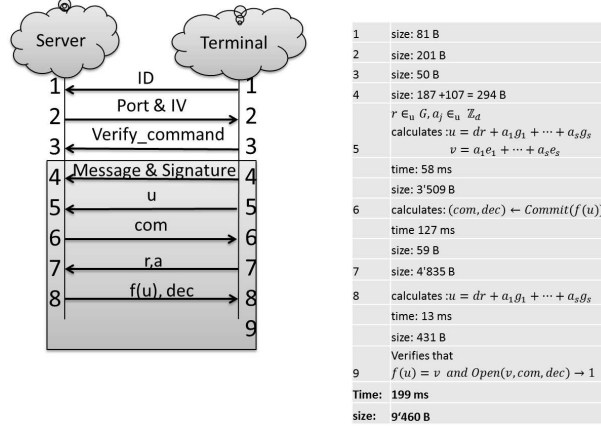 Server
Terminal
1 ID 1
2 Port & IV 2
3 Verify_command 3
4 Message & Signature 4
5 u 5
6 com 6
7 r,a 7
8 f(u), dec 8
9
1 size: 81 B
2 size: 201 B
3 size: 50 B
4 size: 187 +107 = 294 B
r ∈ᵤ G, aⱼ ∈ᵤ ℤ_d
calculates :u = dr + a₁g₁ + ⋯ + aₛgₛ
5 v = a₁e₁ + ⋯ + aₛeₛ
time: 58 ms
size: 3'509 B
6 calculates: (com, dec) ← Commit(f(u))
time 127 ms
size: 59 B
7 size: 4'835 B
8 calculates :u = dr + a₁g₁ + ⋯ + aₛgₛ
time: 13 ms
size: 431 B
Verifies that
9 f(u) = v and Open(v, com, dec) → 1
Time: 199 ms
size: 9'460 B